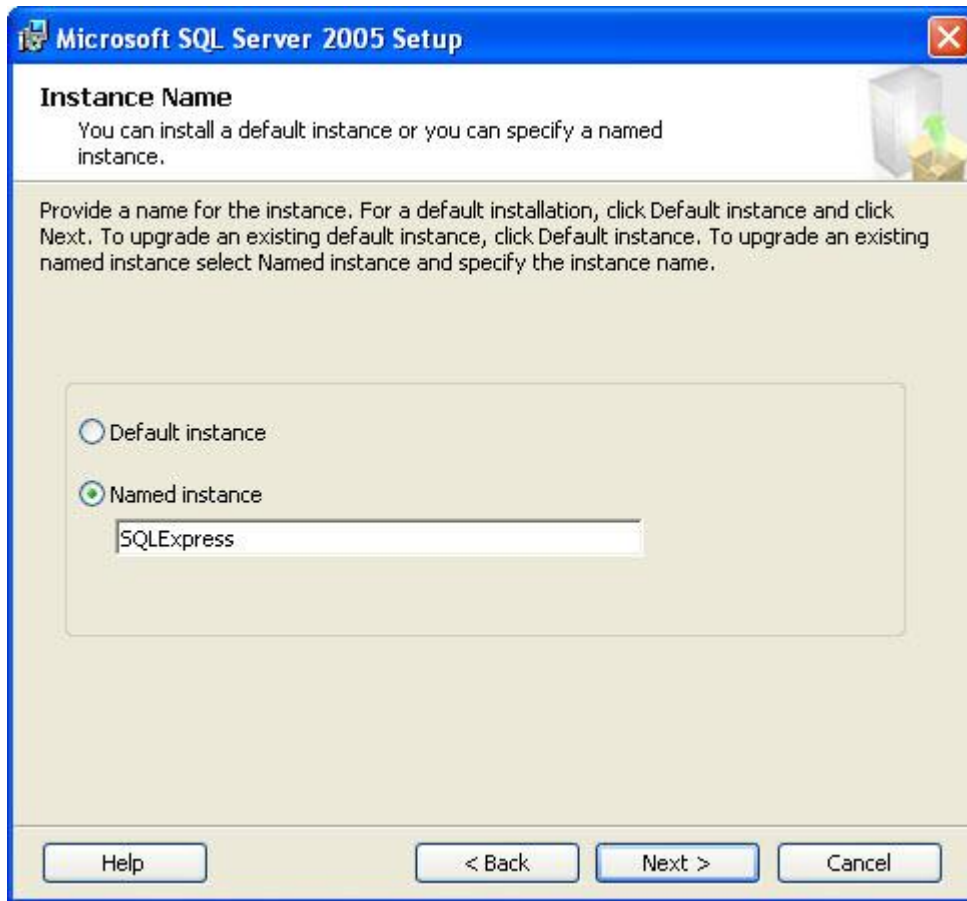 Microsoft SQL Server 2005 Setup
Instance Name
You can install a default instance or you can specify a named
instance.
Provide a name for the instance. For a default installation, click Default instance and click
Next. To upgrade an existing default instance, click Default instance. To upgrade an existing
named instance select Named instance and specify the instance name.
Default instance
Named instance
SQLExpress
Help
< Back
Next >
Cancel